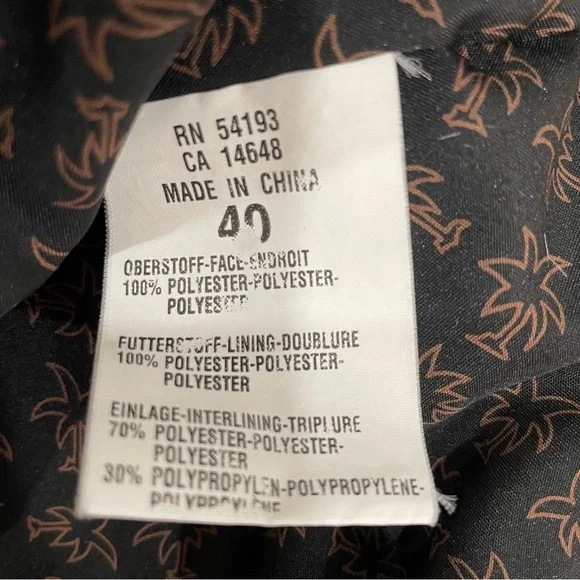 RN 54193
CA 14648
MADE IN CHINA
40
OBERSTOFF-FACE-ENDROIT
100% POLYESTER-POLYESTER-
POLYESTER
FUTTERSTOFF-LINING-DOUBLURE
100% POLYESTER-POLYESTER-
POLYESTER
EINLAGE-INTERLINING-TRIPLURE
70% POLYESTER-POLYESTER-
POLYESTER
30% POLYPROPYLEN-POLYPROPYLENE-
POLYPROPYLENE